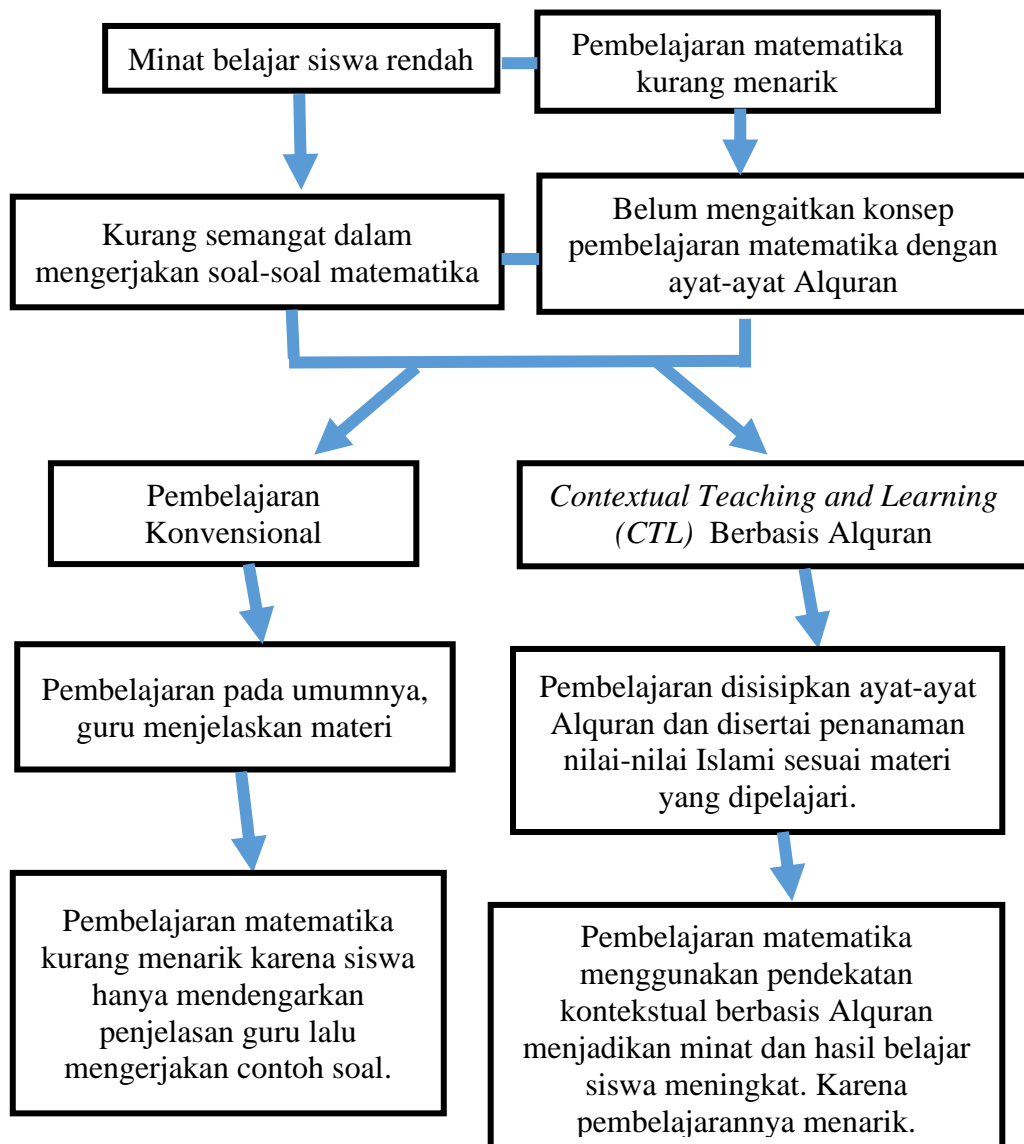 Minat belajar siswa rendah
Pembelajaran matematika
kurang menarik
Kurang semangat dalam
mengerjakan soal-soal matematika
Belum mengaitkan konsep
pembelajaran matematika dengan
ayat-ayat Alquran
Pembelajaran
Konvensional
Contextual Teaching and Learning
(CTL) Berbasis Alquran
Pembelajaran pada umumnya,
guru menjelaskan materi
Pembelajaran disisipkan ayat-ayat
Alquran dan disertai penanaman
nilai-nilai Islami sesuai materi
yang dipelajari.
Pembelajaran matematika
kurang menarik karena siswa
hanya mendengarkan
penjelasan guru lalu
mengerjakan contoh soal.
Pembelajaran matematika
menggunakan pendekatan
kontekstual berbasis Alquran
menjadikan minat dan hasil belajar
siswa meningkat. Karena
pembelajarannya menarik.